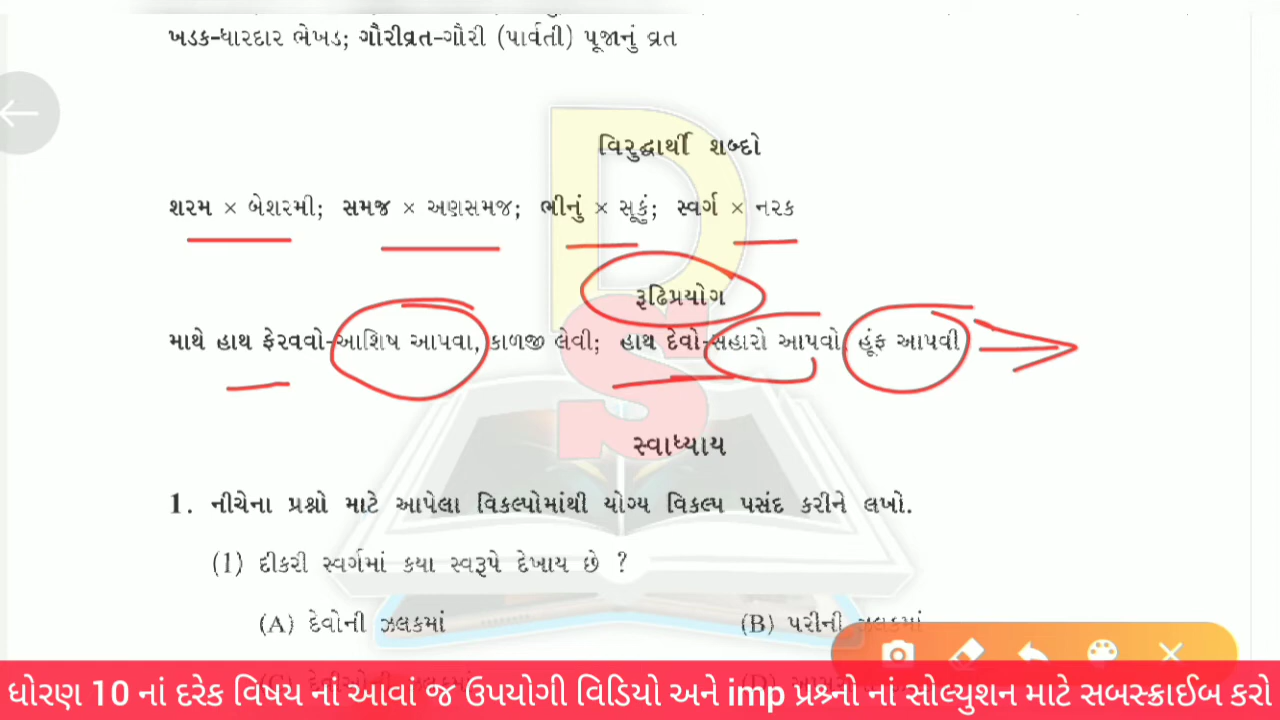 ખડક-ધારદાર ભેખડ; ગૌરીવ્રત-ગૌરી (પાર્વતી) પૂજાનું વ્રત
વિરુદ્ધાર્થી શબ્દો
શરમ × બેશરમી; સમજ × અણસમજ; ભીનું × સૂકું; સ્વર્ગ × નરક
રૂઢિપ્રયોગ
માથે હાથ ફેરવવો-આશિષ આપવા, કાળજી લેવી; હાથ દેવો-સહારો આપવો, હૂંફ આપવી
સ્વાધ્યાય
1. નીચેના પ્રશ્નો માટે આપેલા વિકલ્પોમાંથી યોગ્ય વિકલ્પ પસંદ કરીને લખો.
(1) દીકરી સ્વર્ગમાં કયા સ્વરૂપે દેખાય છે ?
(A) દેવોની ઝલકમાં (B) પરીની ઝલકમાં
ધોરણ 10 નાં દરેક વિષય નાં આવાં જ ઉપયોગી વિડિયો અને imp પ્રશ્નો નાં સોલ્યુશન માટે સબસ્ક્રાઈબ કરો